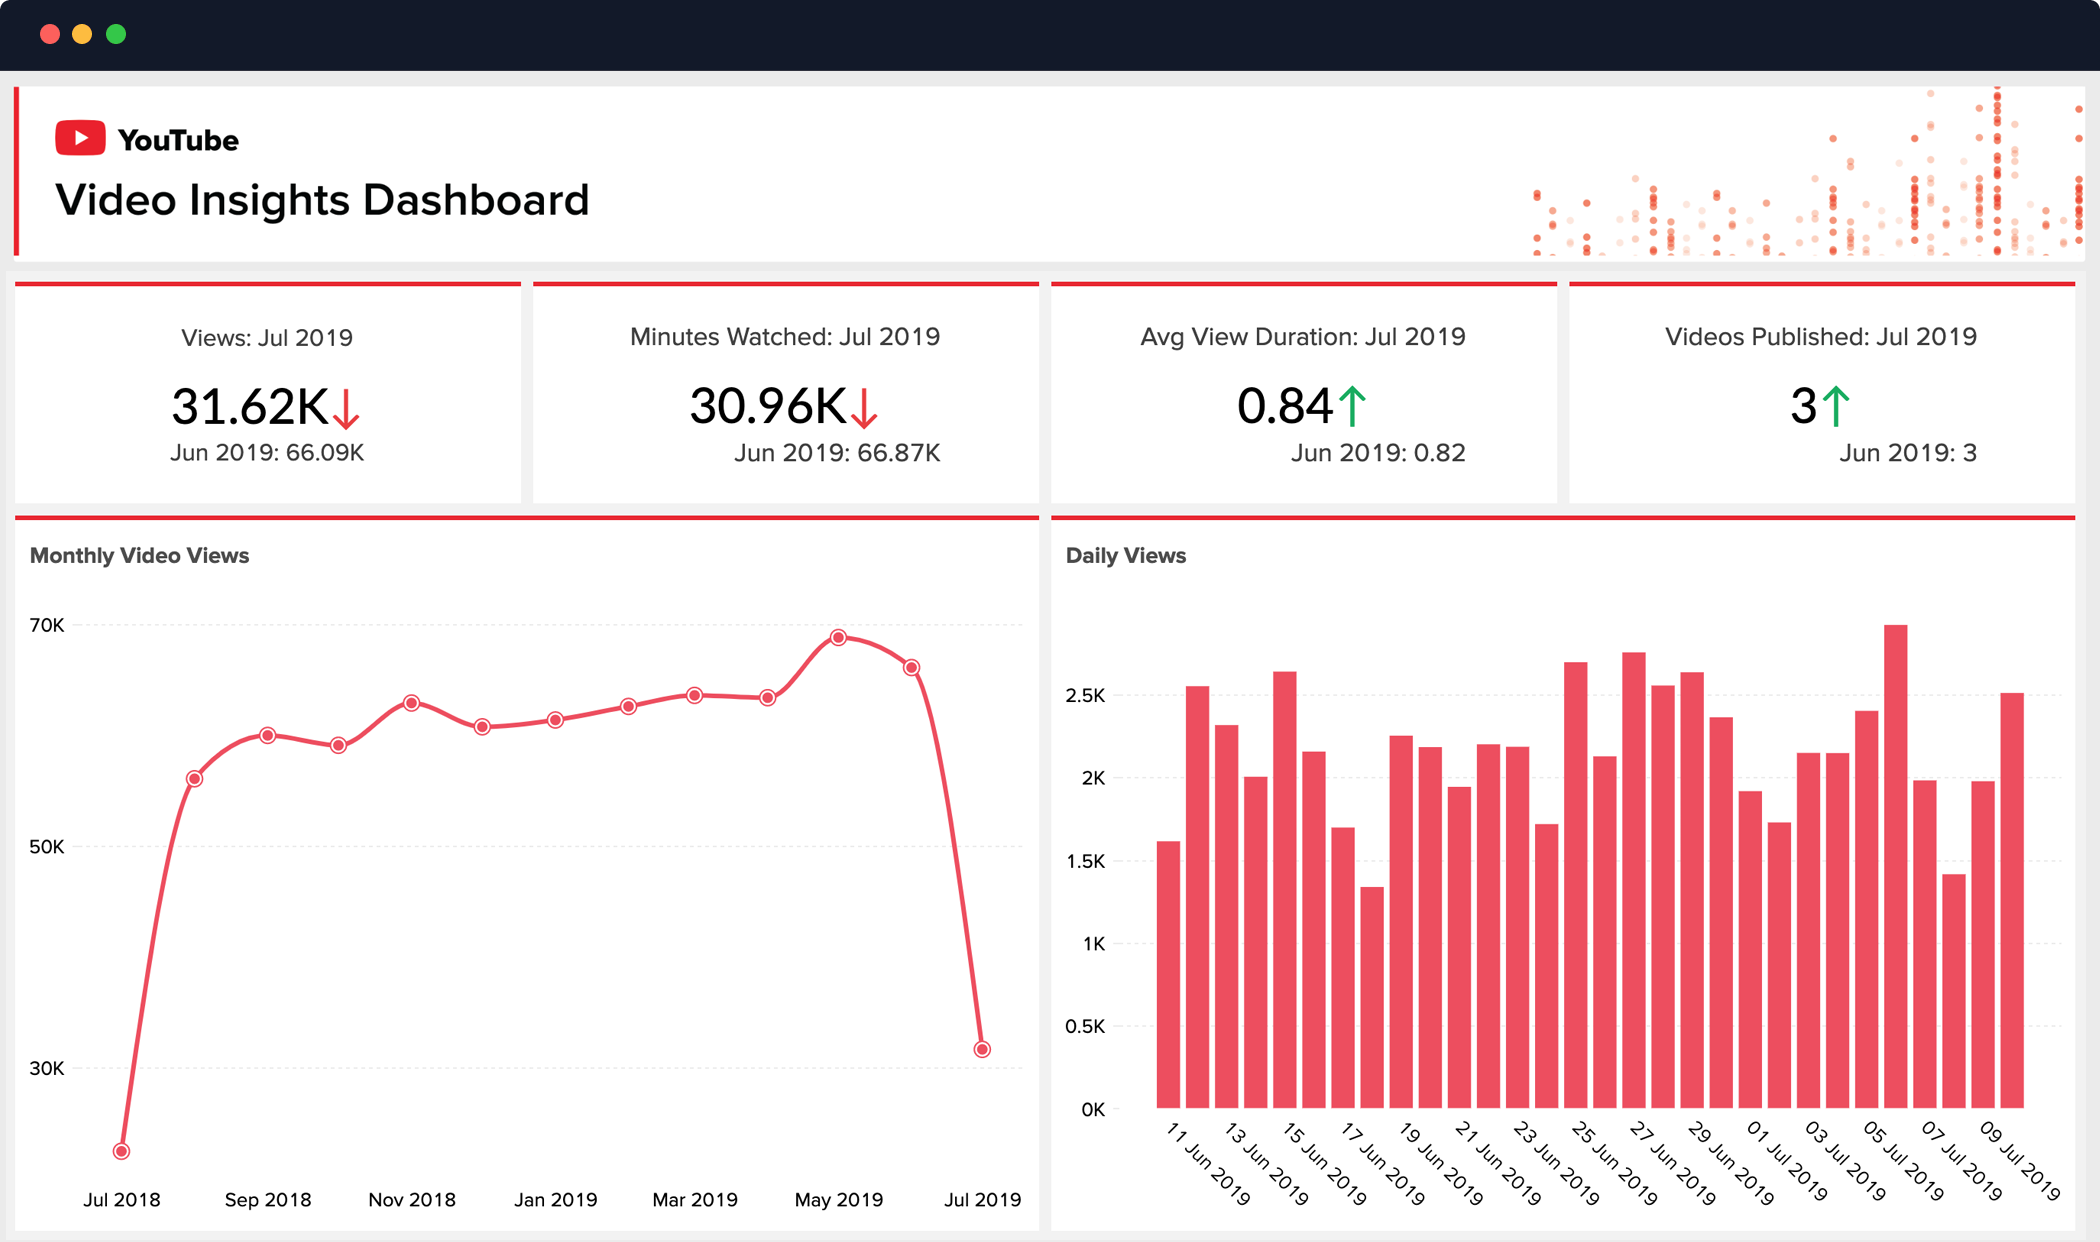 YouTube
Video Insights Dashboard
Views: Jul 2019
31.62K
Jun 2019: 66.09K
Minutes Watched: Jul 2019
30.96K
Jun 2019: 66.87K
Avg View Duration: Jul 2019
0.84
Jun 2019: 0.82
Videos Published: Jul 2019
3
Jun 2019: 3
Monthly Video Views
70K
50K
30K
Jul 2018
Sep 2018
Nov 2018
Jan 2019
Mar 2019
May 2019
Jul 2019
Daily Views
2.5K
2K
1.5K
1K
0.5K
0K
11 Jun 2019
13 Jun 2019
15 Jun 2019
17 Jun 2019
19 Jun 2019
21 Jun 2019
23 Jun 2019
25 Jun 2019
27 Jun 2019
29 Jun 2019
01 Jul 2019
03 Jul 2019
05 Jul 2019
07 Jul 2019
09 Jul 2019